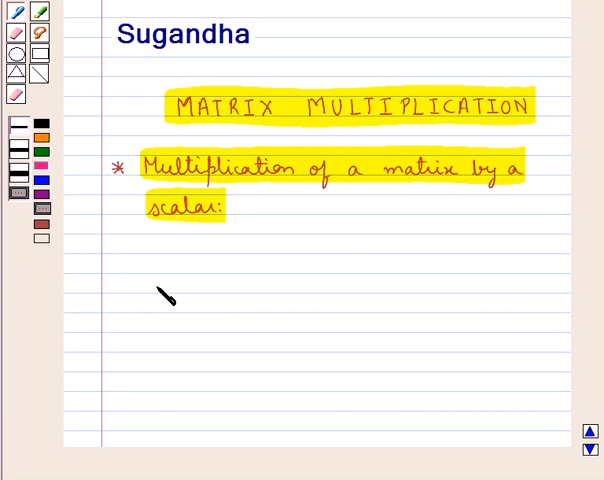 Sugandha
MATRIX MULTIPLICATION
* Multiplication of a matrix by a
scalar: